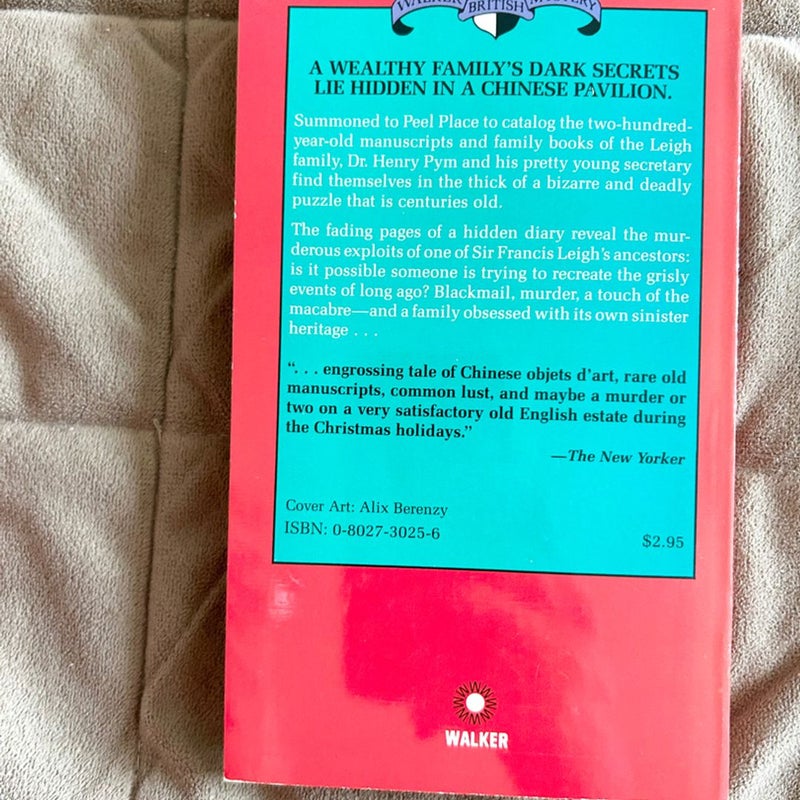 WALKER BRITISH MYSTERY
A WEALTHY FAMILY'S DARK SECRETS
LIE HIDDEN IN A CHINESE PAVILION.
Summoned to Peel Place to catalog the two-hundred-
year-old manuscripts and family books of the Leigh
family, Dr. Henry Pym and his pretty young secretary
find themselves in the thick of a bizarre and deadly
puzzle that is centuries old.
The fading pages of a hidden diary reveal the mur-
derous exploits of one of Sir Francis Leigh's ancestors:
is it possible someone is trying to recreate the grisly
events of long ago? Blackmail, murder, a touch of the
macabre—and a family obsessed with its own sinister
heritage . . .
“. . . engrossing tale of Chinese objets d'art, rare old
manuscripts, common lust, and maybe a murder or
two on a very satisfactory old English estate during
the Christmas holidays.”
—The New Yorker
Cover Art: Alix Berenzy
ISBN: 0-8027-3025-6
$2.95
WALKER